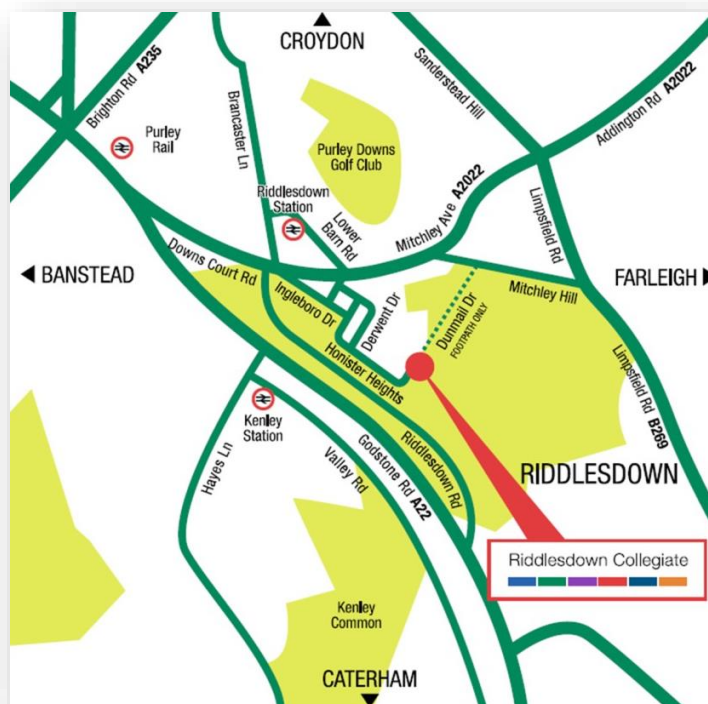 CROYDON
Brighton Rd A235
Purley
Rail
Brancaster Ln
Sanderstead Hill
Addington Rd A2022
Purley Downs
Golf Club
Riddlesdown
Station
Lower
Barn Rd
Mitchley Ave A2022
Limpsfield Rd
BANSTEAD
Downs Court Rd
Ingleboro Dr
Derwent Dr
Dunmail Dr
FOOTPATH ONLY
Mitchley Hill
FARLEIGH
Honister Heights
Limpsfield Rd B269
Kenley
Station
Hayes Ln
Valley Rd
Godstone Rd A22
Riddlesdown Rd
RIDDLESDOWN
Riddlesdown Collegiate
Kenley
Common
CATERHAM